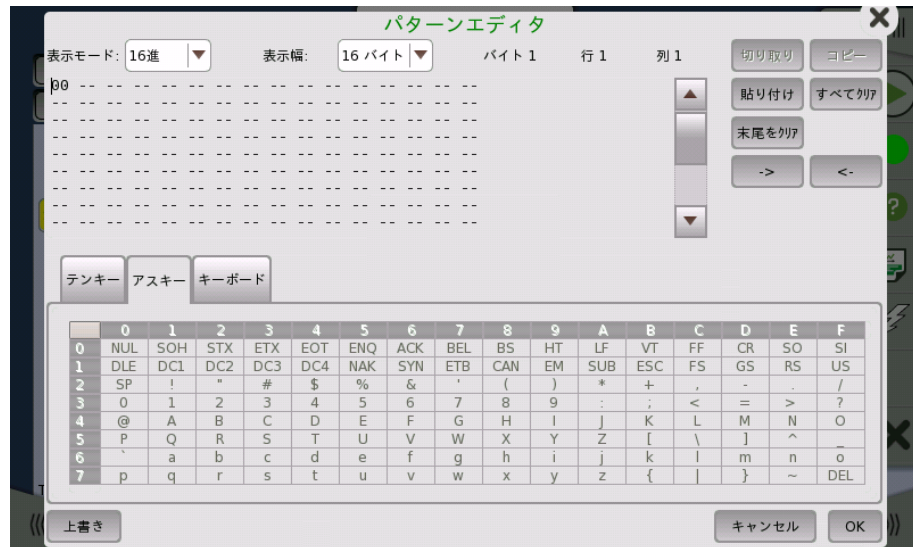 パターンエディタ
表示モード: 16進 表示幅: 16 バイト バイト 1 行 1 列 1 切り取り コピー
00 -- -- -- -- -- -- -- -- -- -- -- -- -- -- --
-- -- -- -- -- -- -- -- -- -- -- -- -- -- -- --
-- -- -- -- -- -- -- -- -- -- -- -- -- -- -- --
-- -- -- -- -- -- -- -- -- -- -- -- -- -- -- --
-- -- -- -- -- -- -- -- -- -- -- -- -- -- -- --
-- -- -- -- -- -- -- -- -- -- -- -- -- -- -- --
-- -- -- -- -- -- -- -- -- -- -- -- -- -- -- --
-- -- -- -- -- -- -- -- -- -- -- -- -- -- -- --
-- -- -- -- -- -- -- -- -- -- -- -- -- -- -- --
貼り付け すべてクリア
末尾をクリア
-> <-
テンキー アスキー キーボード
0 1 2 3 4 5 6 7 8 9 A B C D E F
0 NUL SOH STX ETX EOT ENQ ACK BEL BS HT LF VT FF CR SO SI
1 DLE DC1 DC2 DC3 DC4 NAK SYN ETB CAN EM SUB ESC FS GS RS US
2 SP ! " # $ % & ' ( ) * + , - . /
3 0 1 2 3 4 5 6 7 8 9 : ; < = > ?
4 @ A B C D E F G H I J K L M N O
5 P Q R S T U V W X Y Z [ \ ] ^ _
6 ` a b c d e f g h i j k l m n o
7 p q r s t u v w x y z { | } ~ DEL
上書き キャンセル OK